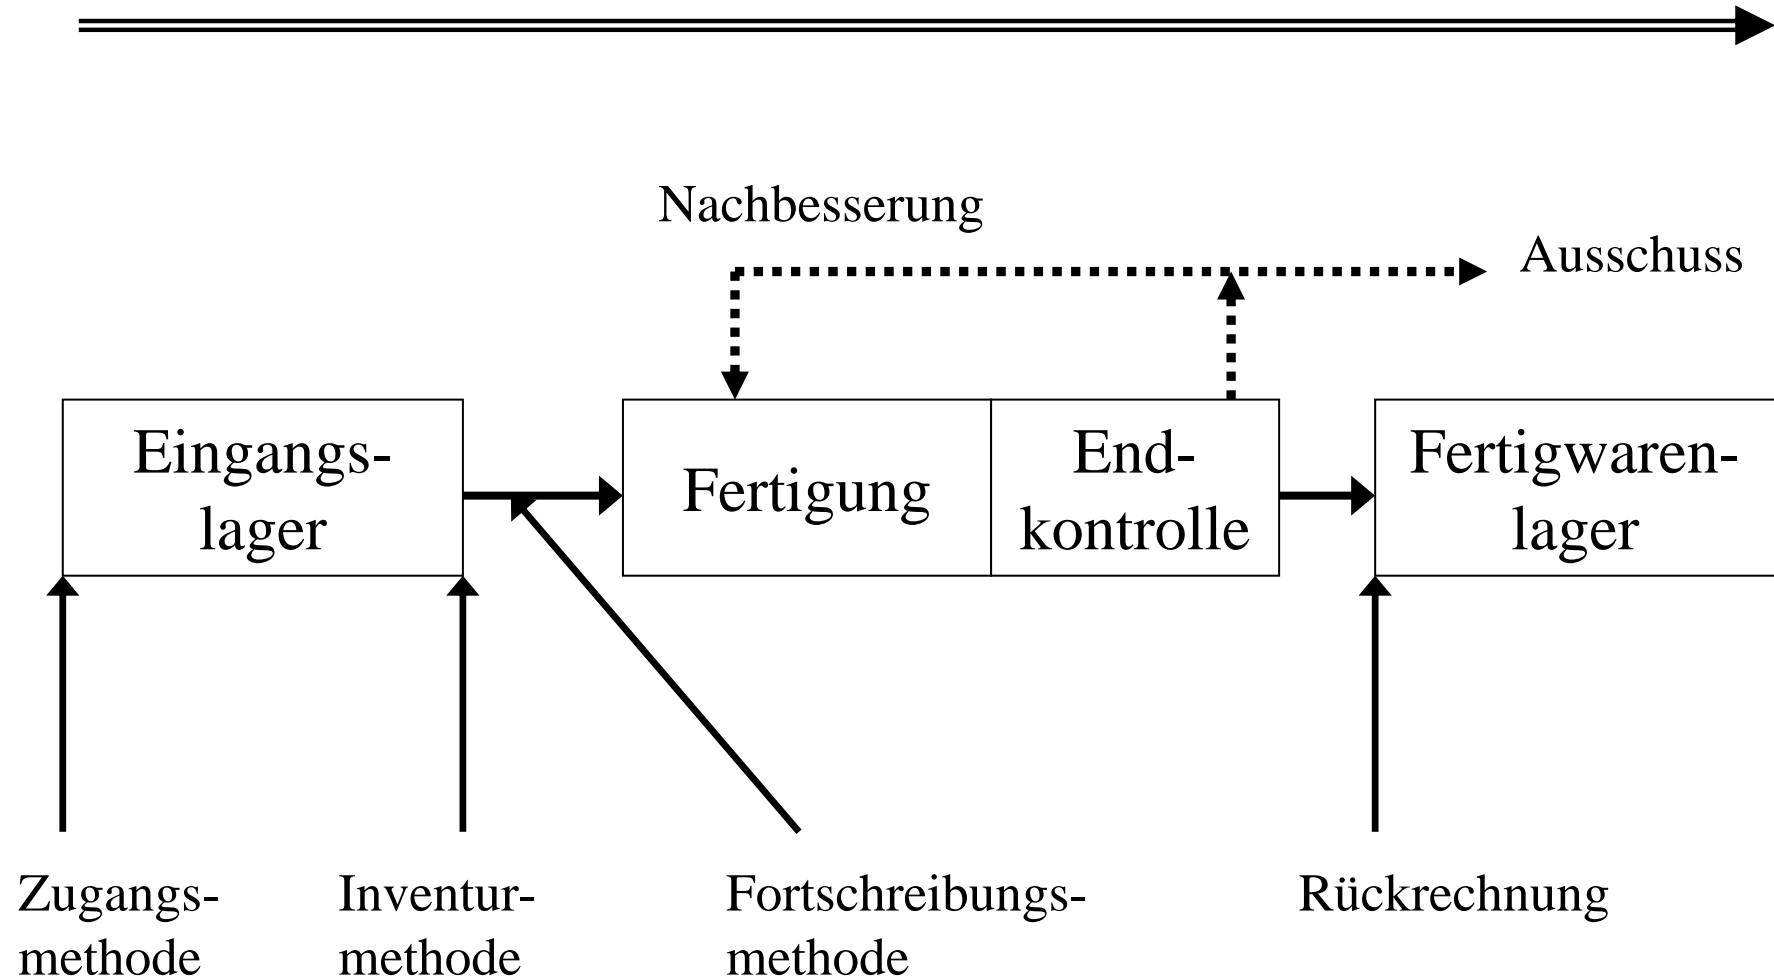 Nachbesserung
Ausschuss
Eingangs-
lager
Fertigung
End-
kontrolle
Fertigwaren-
lager
Zugangs-
methode
Inventur-
methode
Fortschreibungs-
methode
Rückrechnung